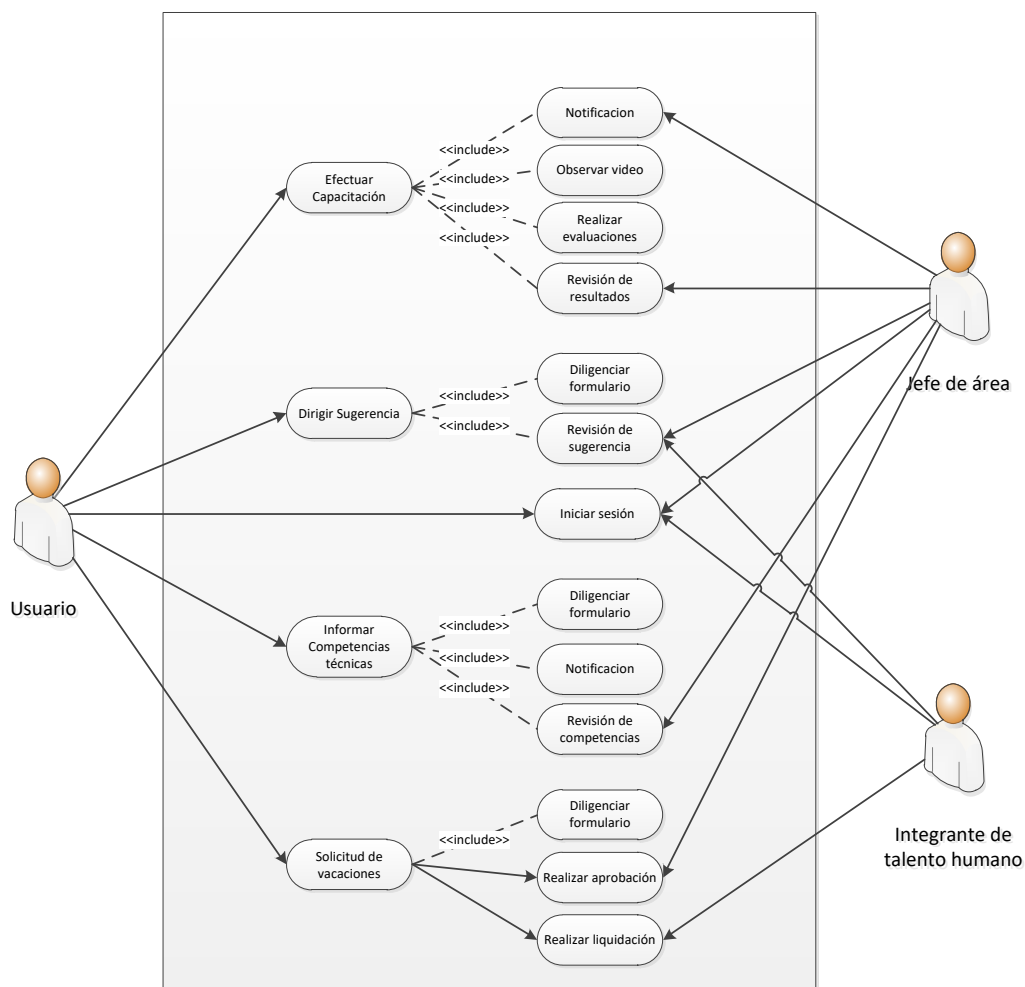 Notificacion
<<include>>
Observar video
Efectuar
Capacitación
<<include>>
<<include>>
Realizar
evaluaciones
<<include>>
Revisión de
resultados
Jefe de área
Diligenciar
formulario
<<include>>
Dirigir Sugerencia
<<include>>
Revisión de
sugerencia
Iniciar sesión
Usuario
Diligenciar
formulario
<<include>>
Informar
Competencias
técnicas
<<include>>
Notificacion
<<include>>
Revisión de
competencias
Diligenciar
formulario
<<include>>
Integrante de
talento humano
Solicitud de
vacaciones
Realizar aprobación
Realizar liquidación